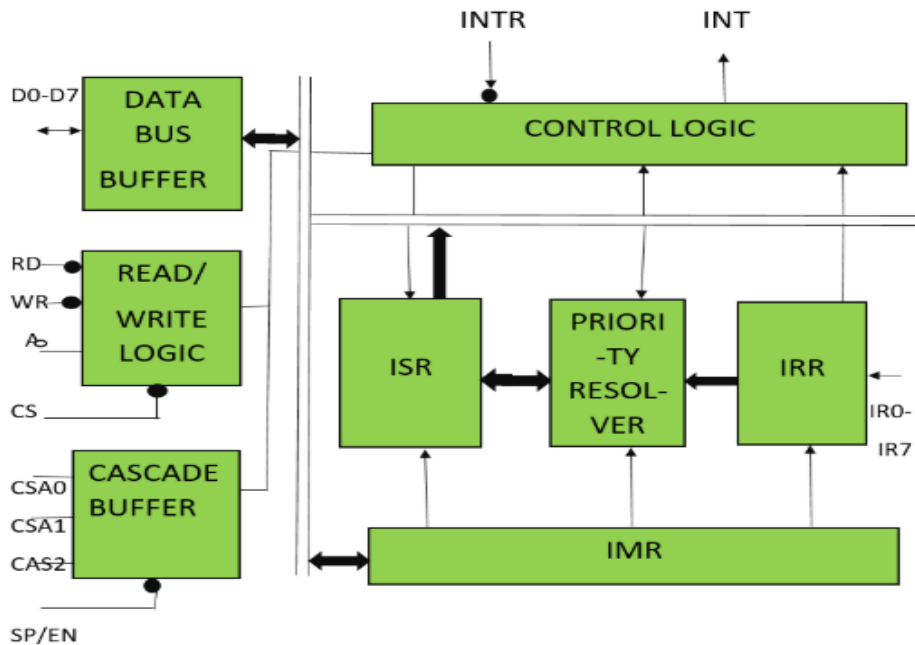 INTR
INT
D0-D7
DATA
BUS
BUFFER
CONTROL LOGIC
RD
WR
A0
CS
READ/
WRITE
LOGIC
ISR
PRIORI
-TY
RESOL-
VER
IRR
IR0-
IR7
CSA0
CSA1
CAS2
CASCADE
BUFFER
IMR
SP/EN